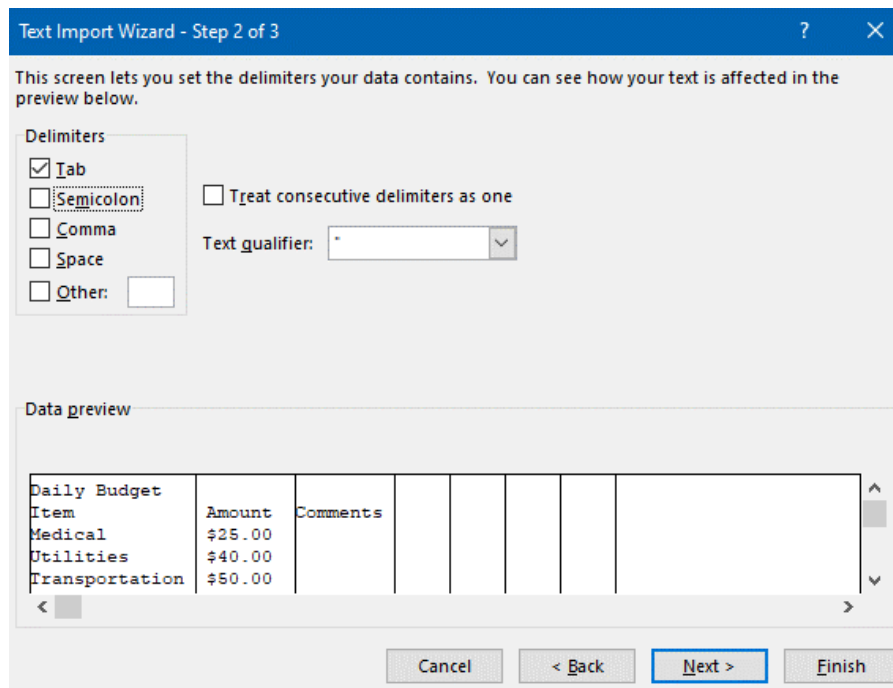 Text Import Wizard - Step 2 of 3
This screen lets you set the delimiters your data contains. You can see how your text is affected in the
preview below.
Delimiters
Tab
Semicolon
Comma
Space
Other:
Treat consecutive delimiters as one
Text qualifier: "
Data preview
Daily Budget
Item Amount Comments
Medical $25.00
Utilities $40.00
Transportation $50.00
Cancel < Back Next > Finish